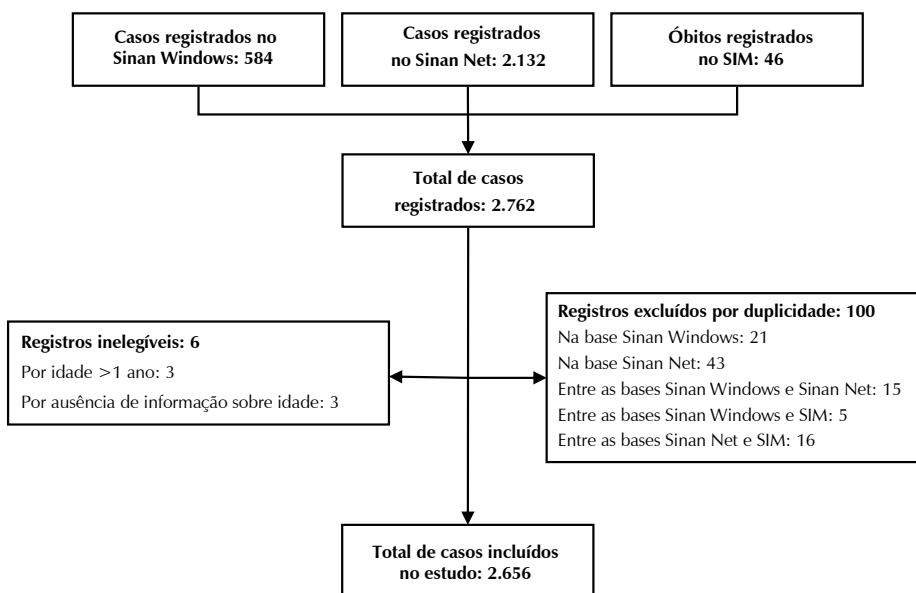 Casos registrados no
Sinan Windows: 584
Casos registrados
no Sinan Net: 2.132
Óbitos registrados
no SIM: 46
Total de casos
registrados: 2.762
Registros inelegíveis: 6
Por idade >1 ano: 3
Por ausência de informação sobre idade: 3
Registros excluídos por duplicidade: 100
Na base Sinan Windows: 21
Na base Sinan Net: 43
Entre as bases Sinan Windows e Sinan Net: 15
Entre as bases Sinan Windows e SIM: 5
Entre as bases Sinan Net e SIM: 16
Total de casos incluídos
no estudo: 2.656